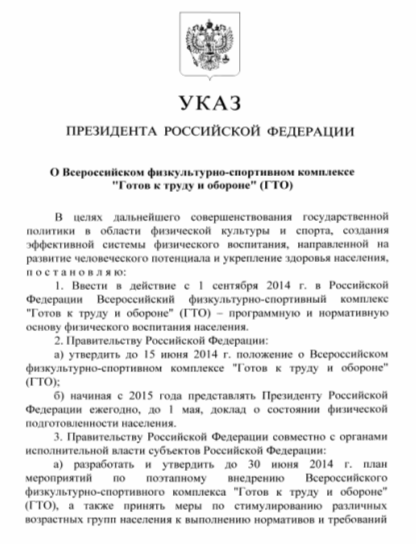 УКАЗ
ПРЕЗИДЕНТА РОССИЙСКОЙ ФЕДЕРАЦИИ
О Всероссийском физкультурно-спортивном комплексе
"Готов к труду и обороне" (ГТО)
В целях дальнейшего совершенствования государственной
политики в области физической культуры и спорта, создания
эффективной системы физического воспитания, направленной на
развитие человеческого потенциала и укрепление здоровья населения,
постановляю:
1. Ввести в действие с 1 сентября 2014 г. в Российской
Федерации Всероссийский физкультурно-спортивный комплекс
"Готов к труду и обороне" (ГТО) – программную и нормативную
основу физического воспитания населения.
2. Правительству Российской Федерации:
а) утвердить до 15 июня 2014 г. положение о Всероссийском
физкультурно-спортивном комплексе "Готов к труду и обороне"
(ГТО);
б) начиная с 2015 года представлять Президенту Российской
Федерации ежегодно, до 1 мая, доклад о состоянии физической
подготовленности населения.
3. Правительству Российской Федерации совместно с органами
исполнительной власти субъектов Российской Федерации:
а) разработать и утвердить до 30 июня 2014 г. план
мероприятий по поэтапному внедрению Всероссийского
физкультурно-спортивного комплекса "Готов к труду и обороне"
(ГТО), а также принять меры по стимулированию различных
возрастных групп населения к выполнению нормативов и требований